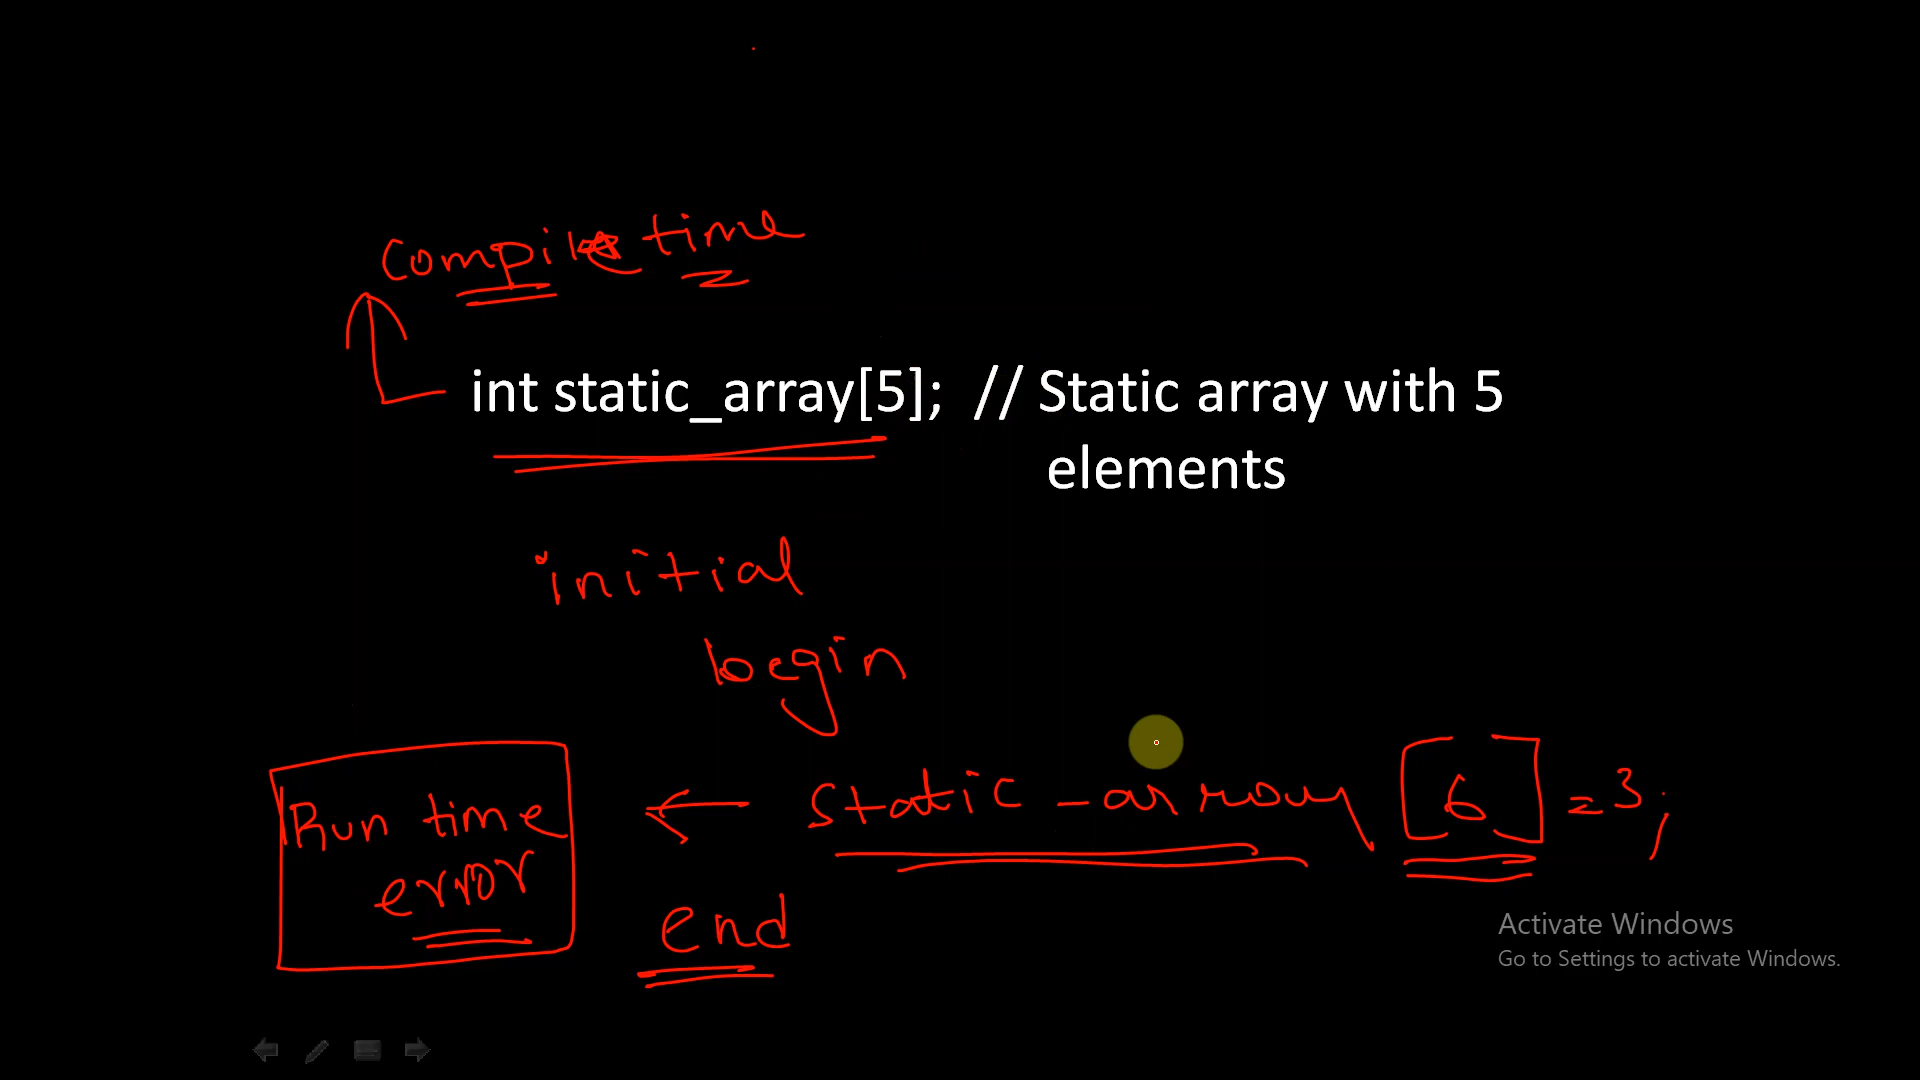 Compile time
int static_array[5]; // Static array with 5
elements
initial
begin
static_array [6] = 3;
Run time
error
end
Activate Windows
Go to Settings to activate Windows.